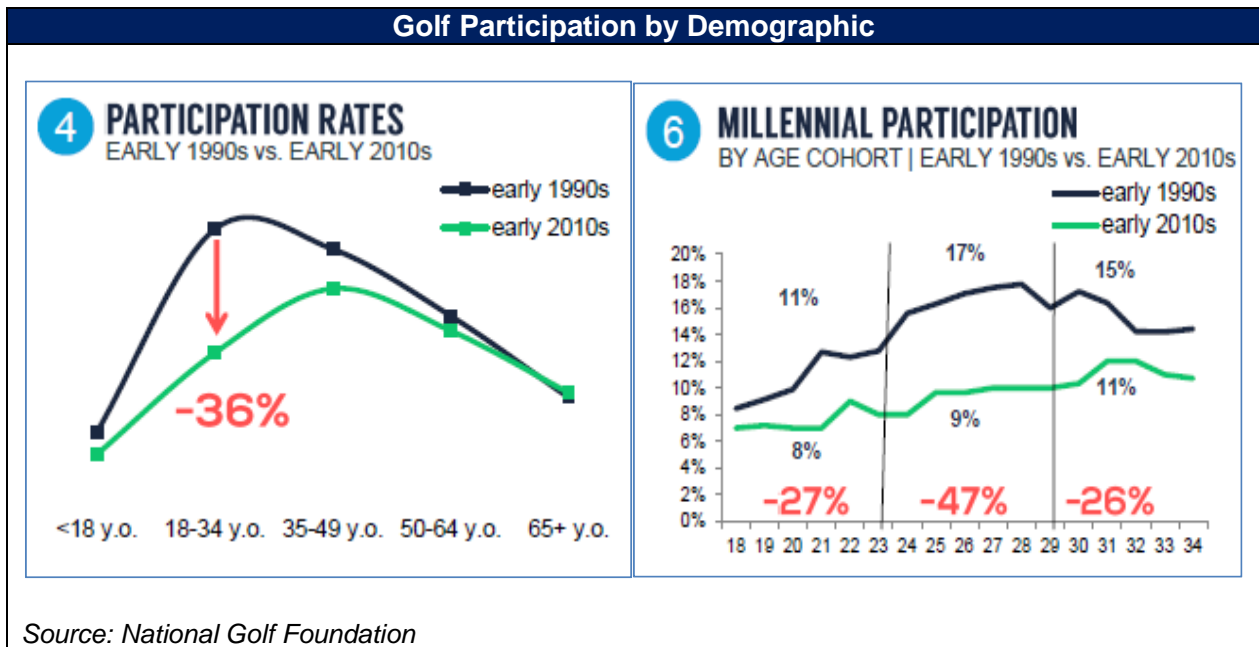 Golf Participation by Demographic
4
PARTICIPATION RATES
EARLY 1990s vs. EARLY 2010s
early 1990s
early 2010s
-36%
<18 y.o. 18-34 y.o. 35-49 y.o. 50-64 y.o. 65+ y.o.
6
MILLENNIAL PARTICIPATION
BY AGE COHORT | EARLY 1990s vs. EARLY 2010s
early 1990s
early 2010s
20%
18%
16%
14%
12%
10%
8%
6%
4%
2%
0%
11%
17%
15%
8%
9%
11%
-27% -47% -26%
18 19 20 21 22 23 24 25 26 27 28 29 30 31 32 33 34
Source: National Golf Foundation